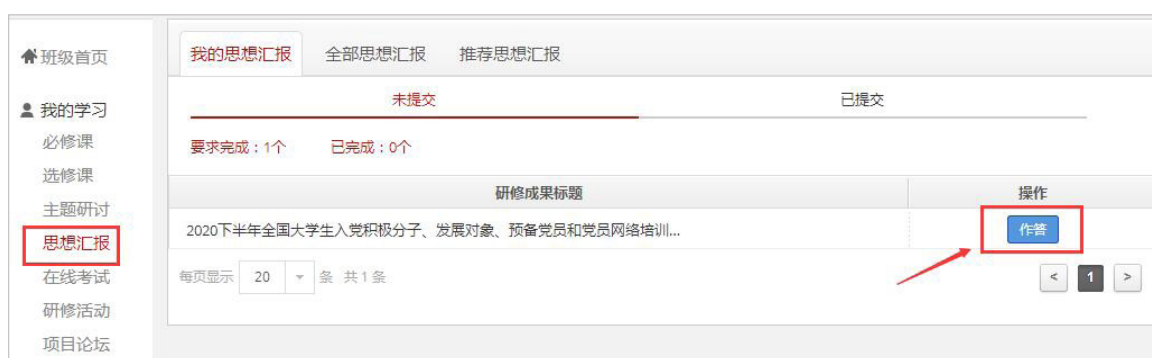 班级首页
我的学习
必修课
选修课
主题研讨
思想汇报
在线考试
研修活动
项目论坛
我的思想汇报 全部思想汇报 推荐思想汇报
未提交 已提交
要求完成：1个 已完成：0个
研修成果标题 操作
2020下半年全国大学生入党积极分子、发展对象、预备党员和党员网络培训... 作答
每页显示 20 条 共1条 < 1 >